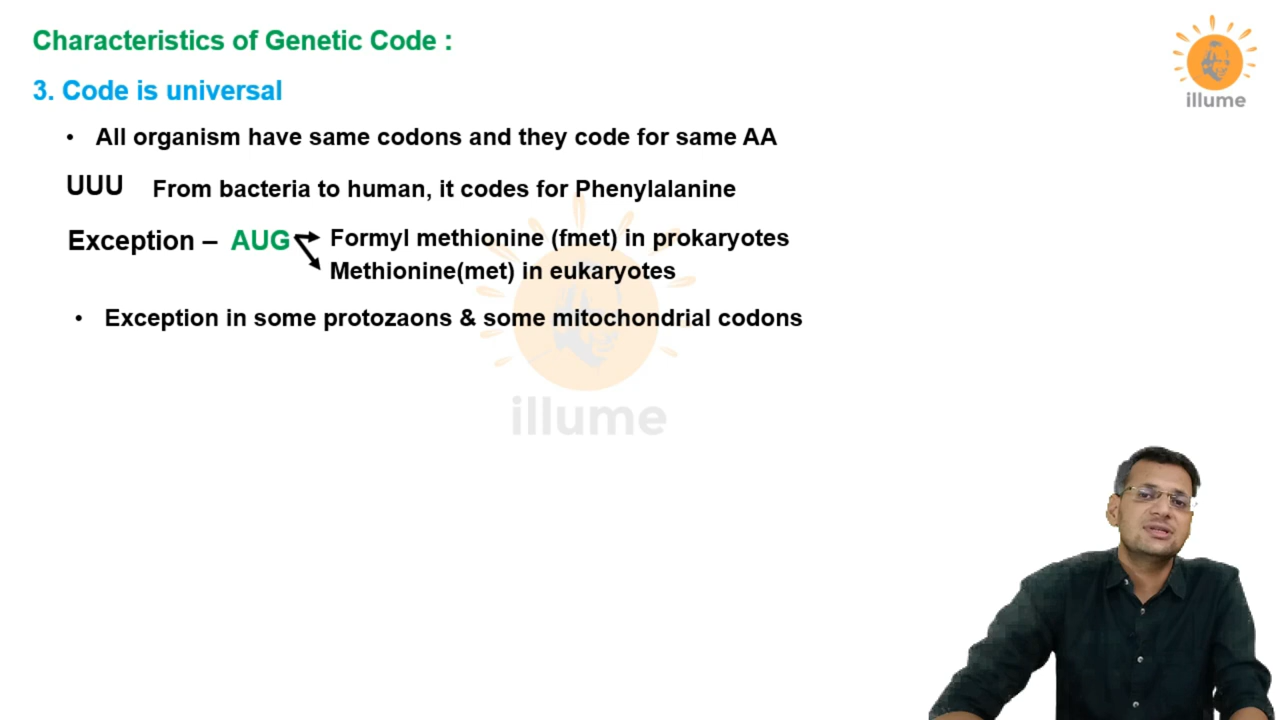 Characteristics of Genetic Code :
illume
3. Code is universal
• All organism have same codons and they code for same AA
UUU From bacteria to human, it codes for Phenylalanine
Exception – AUG Formyl methionine (fmet) in prokaryotes
Methionine(met) in eukaryotes
• Exception in some protozaons & some mitochondrial codons
illume